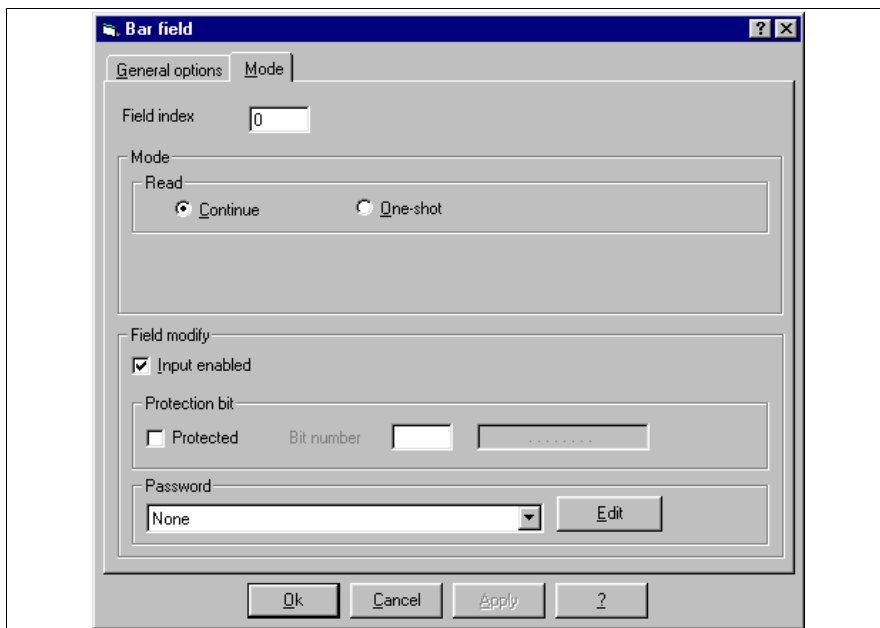 Bar field
General options Mode
Field index 0
Mode
Read
Continue One-shot
Field modify
Input enabled
Protection bit
Protected Bit number ........
Password
None Edit
Ok Cancel Apply ?